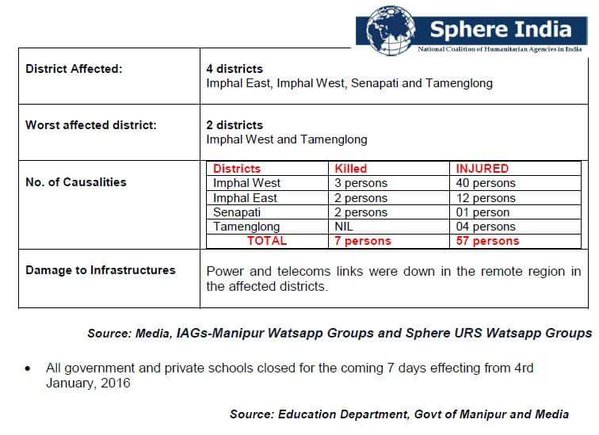 Sphere India
National Coalition of Humanitarian Agencies in India
District Affected:
4 districts
Imphal East, Imphal West, Senapati and Tamenglong
Worst affected district:
2 districts
Imphal West and Tamenglong
No. of Causalities
Districts Killed INJURED
Imphal West 3 persons 40 persons
Imphal East 2 persons 12 persons
Senapati 2 persons 01 person
Tamenglong NIL 04 persons
TOTAL 7 persons 57 persons
Damage to Infrastructures
Power and telecoms links were down in the remote region in
the affected districts.
Source: Media, IAGs-Manipur Watsapp Groups and Sphere URS Watsapp Groups
• All government and private schools closed for the coming 7 days effecting from 4rd
January, 2016
Source: Education Department, Govt of Manipur and Media